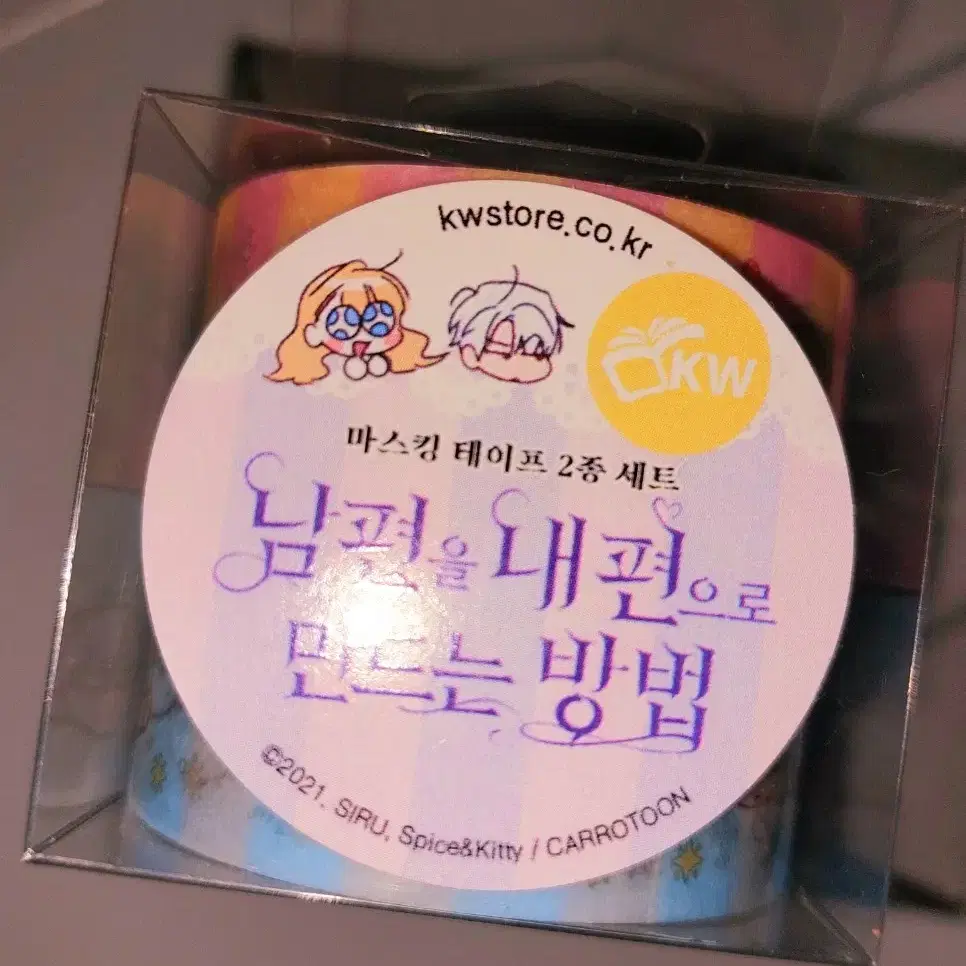 kwstore.co.kr
KW
마스킹 테이프 2종 세트
남편을 내편으로
만드는 방법
©2021. SIRU, Spice&Kitty / CARROTOON